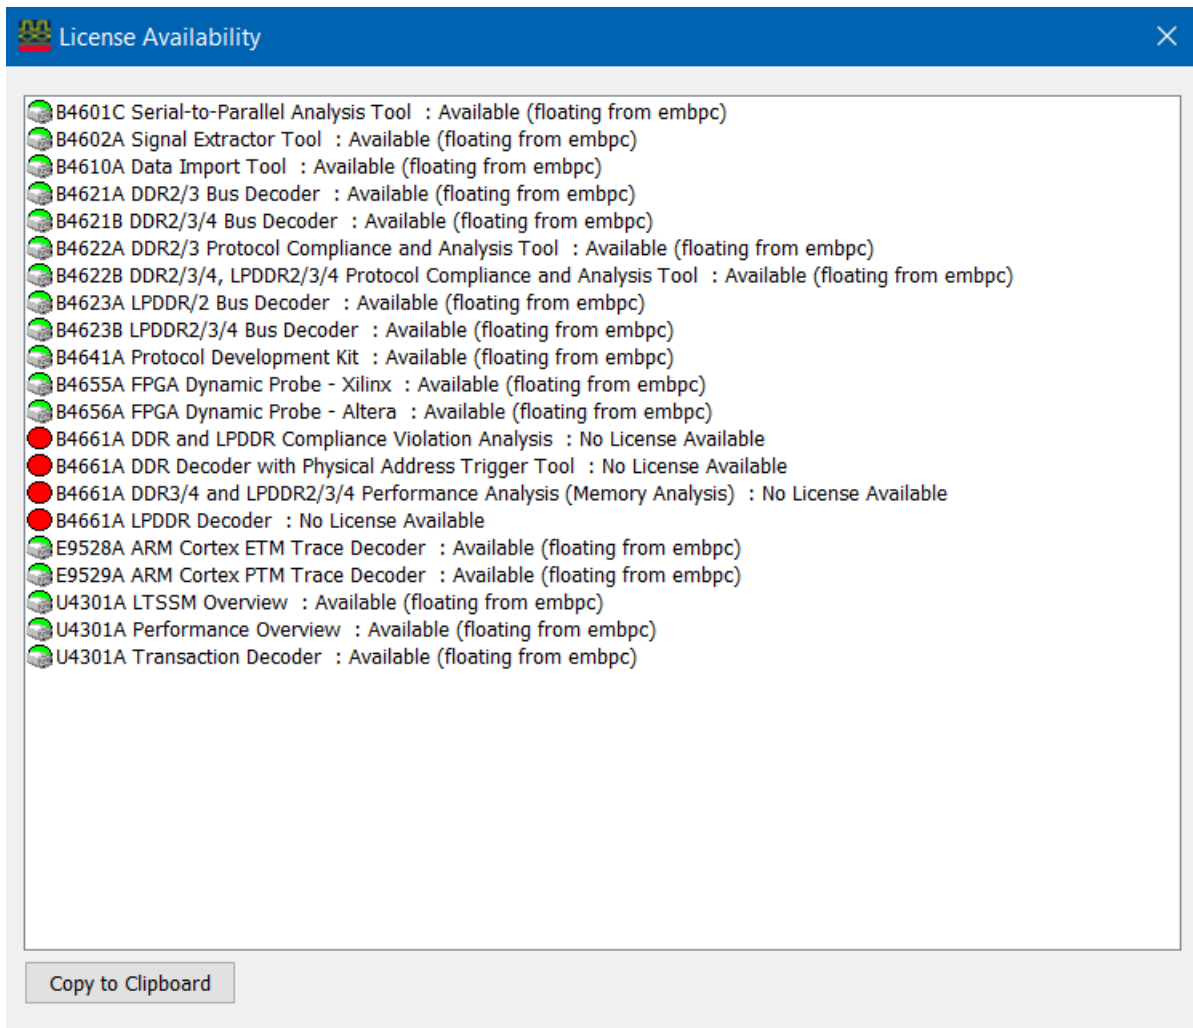 License Availability
B4601C Serial-to-Parallel Analysis Tool : Available (floating from embpc)
B4602A Signal Extractor Tool : Available (floating from embpc)
B4610A Data Import Tool : Available (floating from embpc)
B4621A DDR2/3 Bus Decoder : Available (floating from embpc)
B4621B DDR2/3/4 Bus Decoder : Available (floating from embpc)
B4622A DDR2/3 Protocol Compliance and Analysis Tool : Available (floating from embpc)
B4622B DDR2/3/4, LPDDR2/3/4 Protocol Compliance and Analysis Tool : Available (floating from embpc)
B4623A LPDDR/2 Bus Decoder : Available (floating from embpc)
B4623B LPDDR2/3/4 Bus Decoder : Available (floating from embpc)
B4641A Protocol Development Kit : Available (floating from embpc)
B4655A FPGA Dynamic Probe - Xilinx : Available (floating from embpc)
B4656A FPGA Dynamic Probe - Altera : Available (floating from embpc)
B4661A DDR and LPDDR Compliance Violation Analysis : No License Available
B4661A DDR Decoder with Physical Address Trigger Tool : No License Available
B4661A DDR3/4 and LPDDR2/3/4 Performance Analysis (Memory Analysis) : No License Available
B4661A LPDDR Decoder : No License Available
E9528A ARM Cortex ETM Trace Decoder : Available (floating from embpc)
E9529A ARM Cortex PTM Trace Decoder : Available (floating from embpc)
U4301A LTSSM Overview : Available (floating from embpc)
U4301A Performance Overview : Available (floating from embpc)
U4301A Transaction Decoder : Available (floating from embpc)
Copy to Clipboard